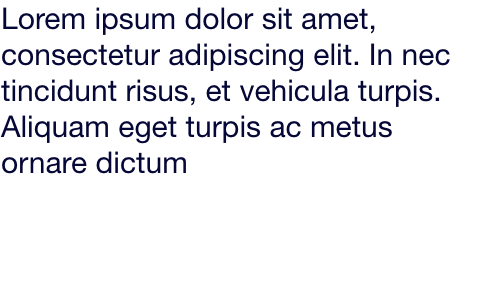 Lorem ipsum dolor sit amet,
consectetur adipiscing elit. In nec
tincidunt risus, et vehicula turpis.
Aliquam eget turpis ac metus
ornare dictum